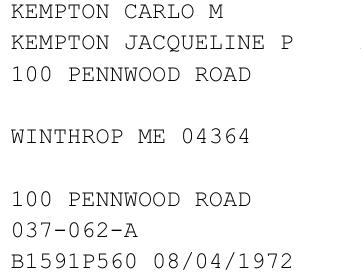 KEMPTON CARLO M
KEMPTON JACQUELINE P
100 PENNWOOD ROAD
WINTHROP ME 04364
100 PENNWOOD ROAD
037-062-A
B1591P560 08/04/1972